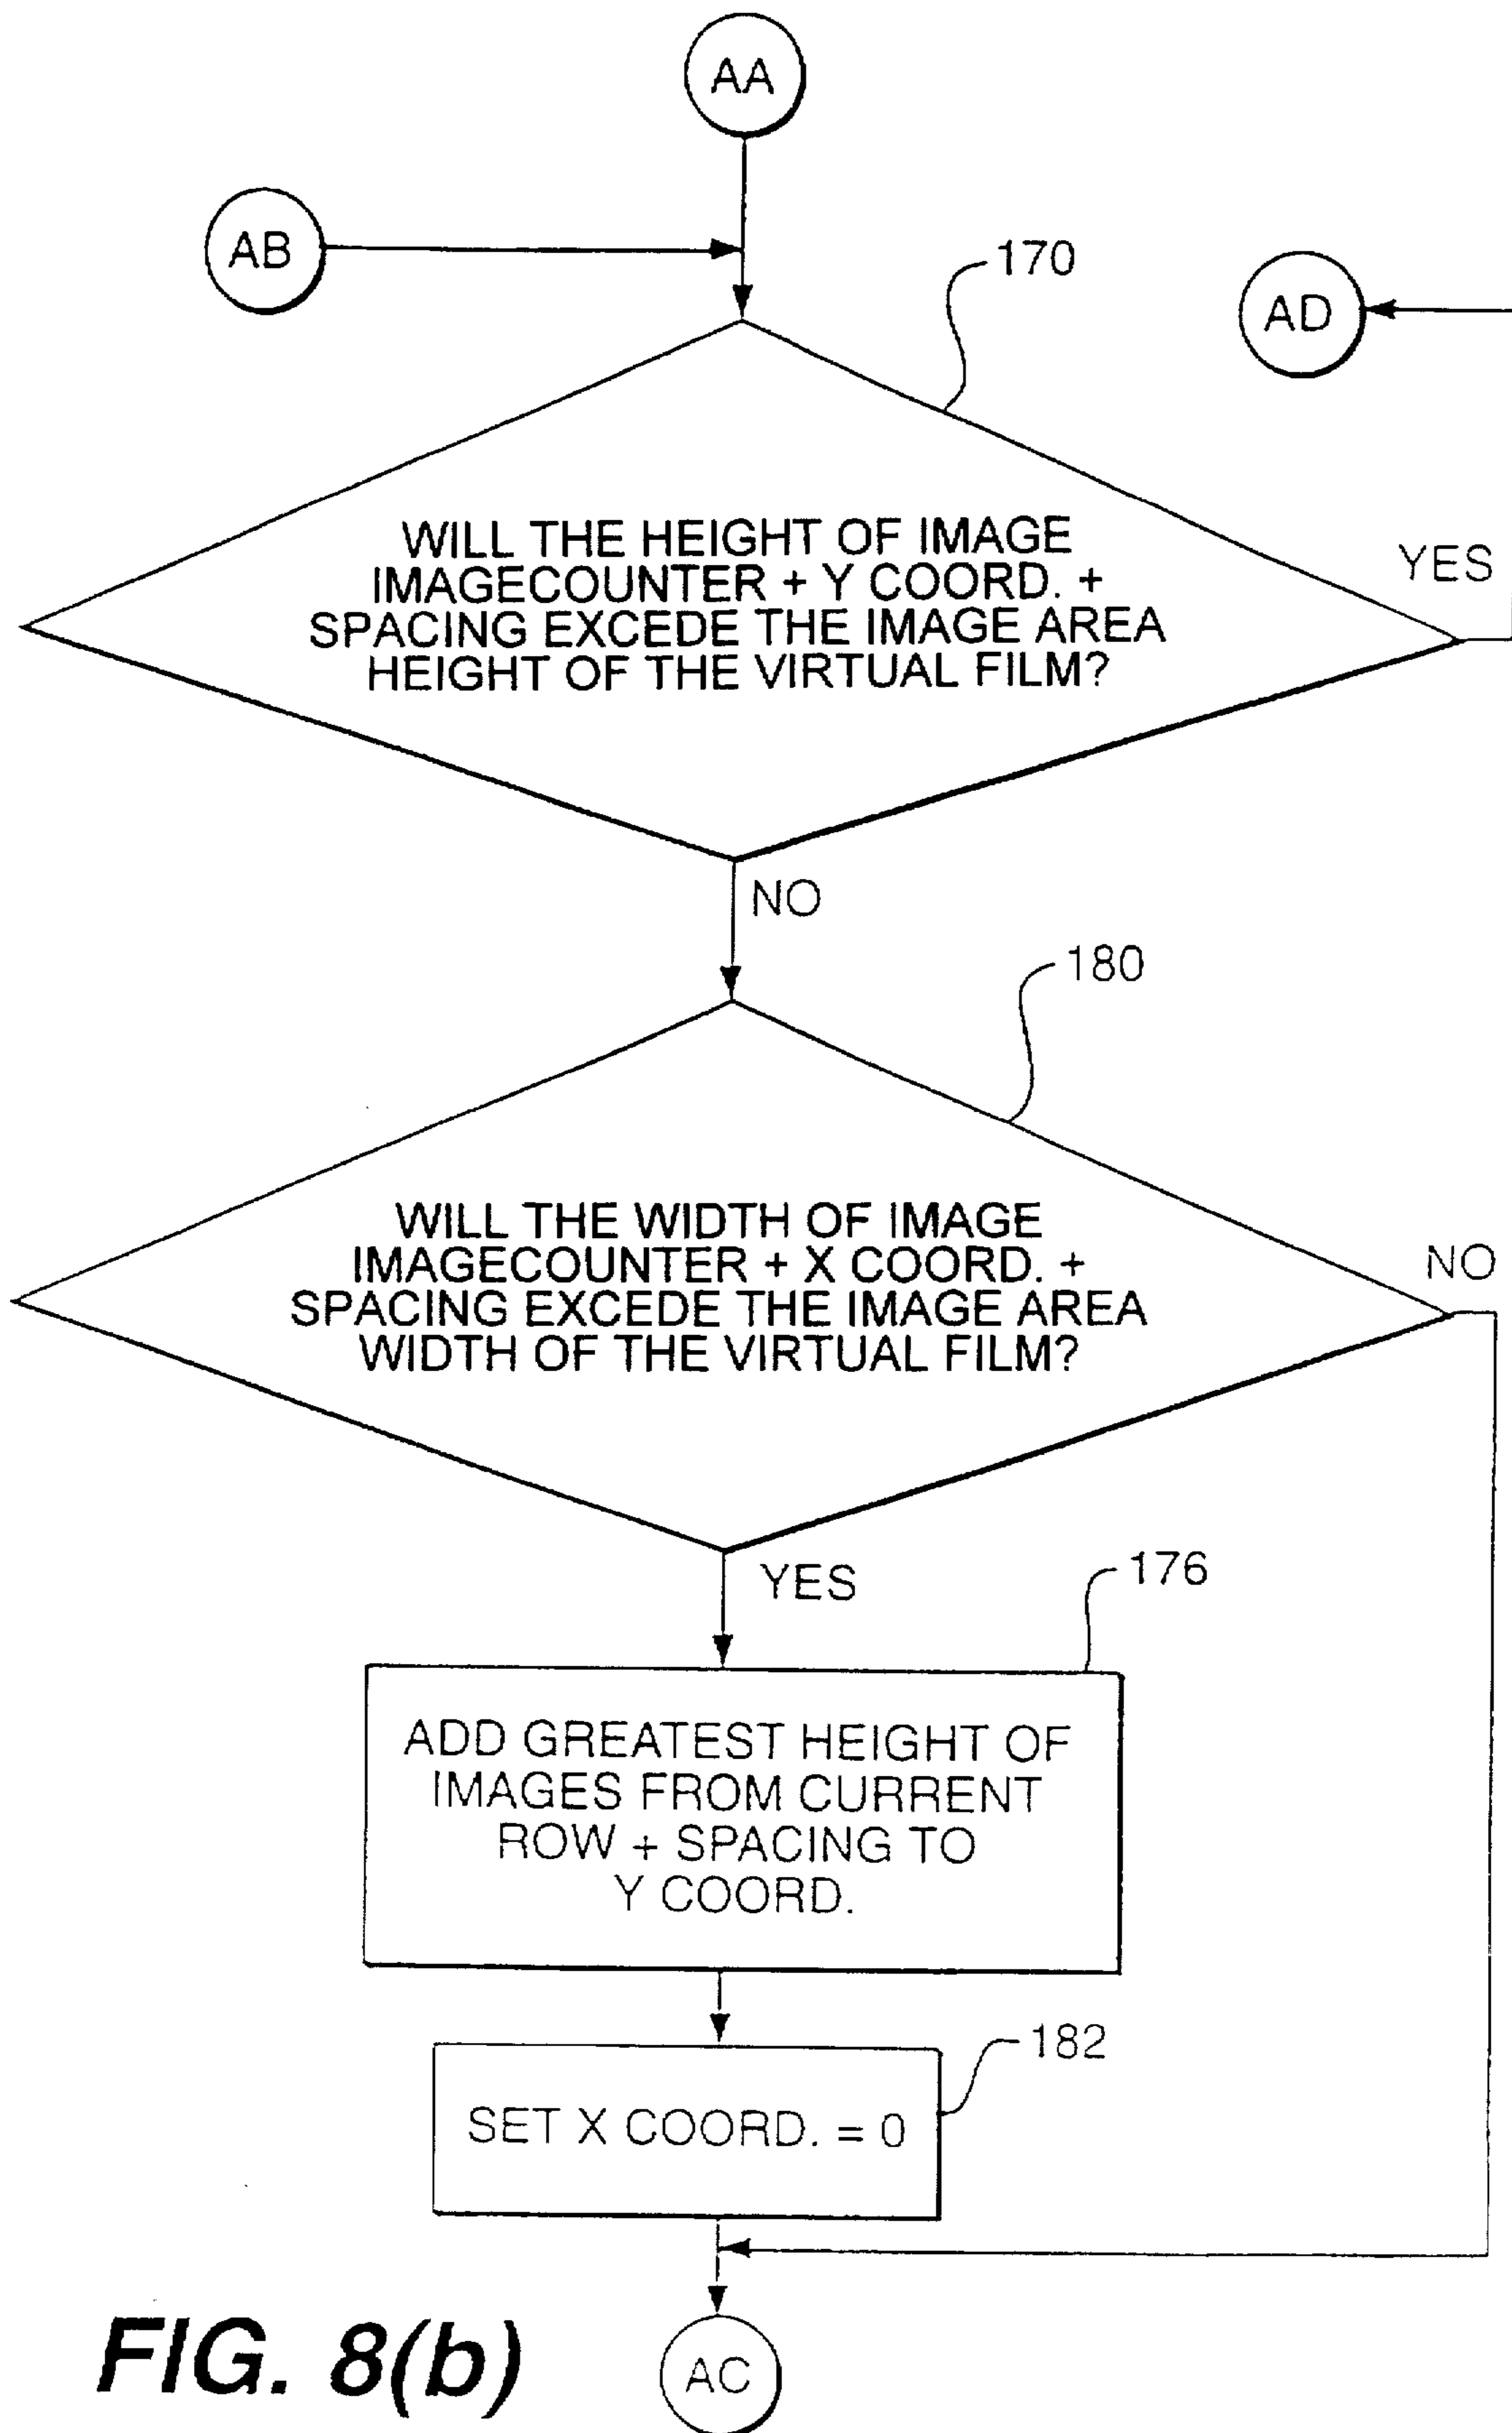 AA
AB
170
AD
WILL THE HEIGHT OF IMAGE
IMAGECOUNTER + Y COORD. +
SPACING EXCEDE THE IMAGE AREA
HEIGHT OF THE VIRTUAL FILM?
YES
NO
180
WILL THE WIDTH OF IMAGE
IMAGECOUNTER + X COORD. +
SPACING EXCEDE THE IMAGE AREA
WIDTH OF THE VIRTUAL FILM?
NO
YES
176
ADD GREATEST HEIGHT OF
IMAGES FROM CURRENT
ROW + SPACING TO
Y COORD.
182
SET X COORD. = 0
FIG. 8(b)
AC